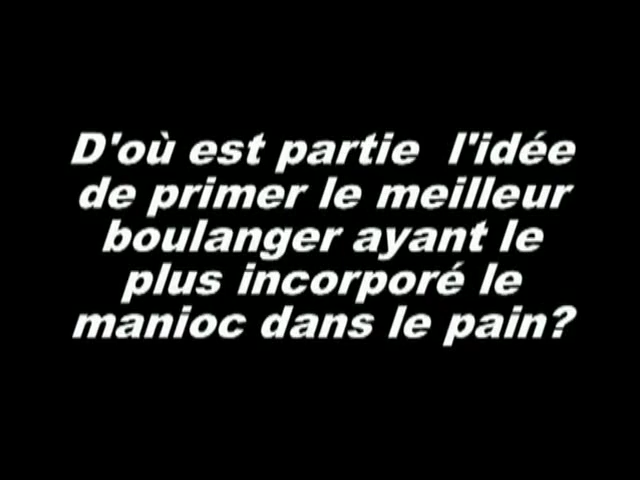 D'où est partie  l'idée
de primer le meilleur
boulanger ayant le
plus incorporé le
manioc dans le pain?